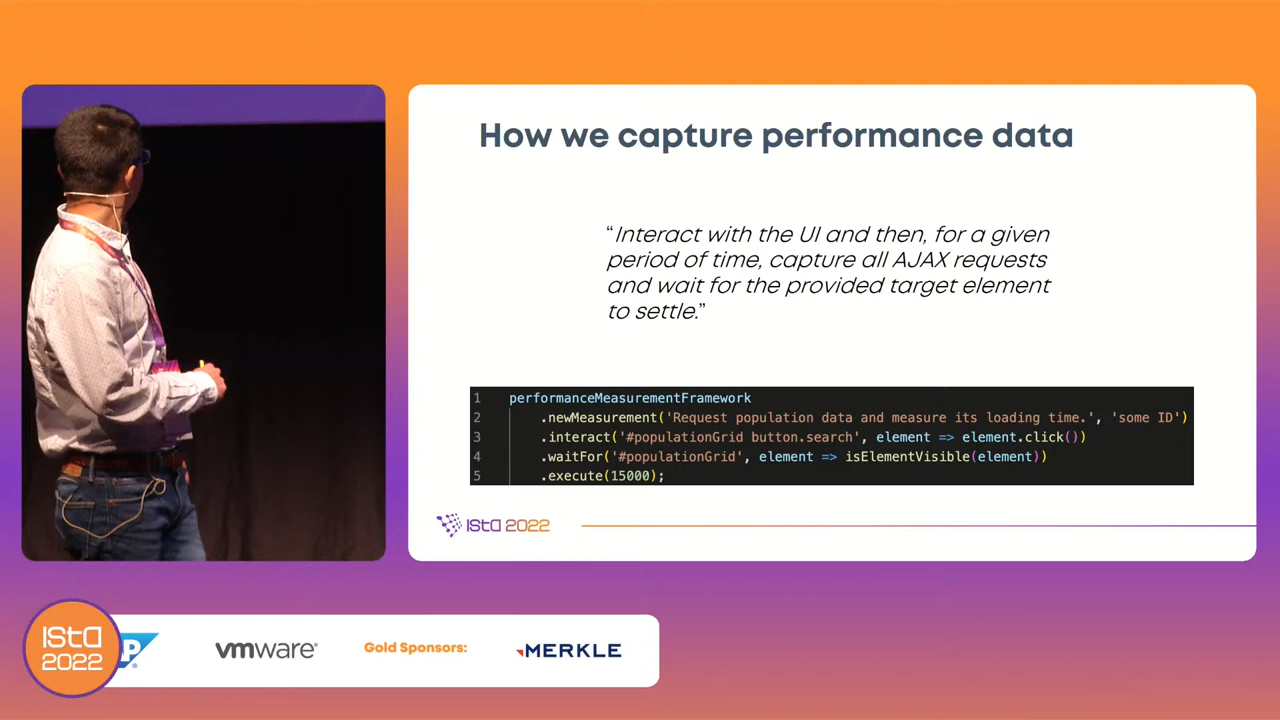 How we capture performance data
“Interact with the UI and then, for a given
period of time, capture all AJAX requests
and wait for the provided target element
to settle.”
1 performanceMeasurementFramework
2 .newMeasurement('Request population data and measure its loading time.', 'some ID')
3 .interact('#populationGrid button.search', element => element.click())
4 .waitFor('#populationGrid', element => isElementVisible(element))
5 .execute(15000);
ISTA 2022
ISTA
2022
vmware®
Gold Sponsors:
MERKLE